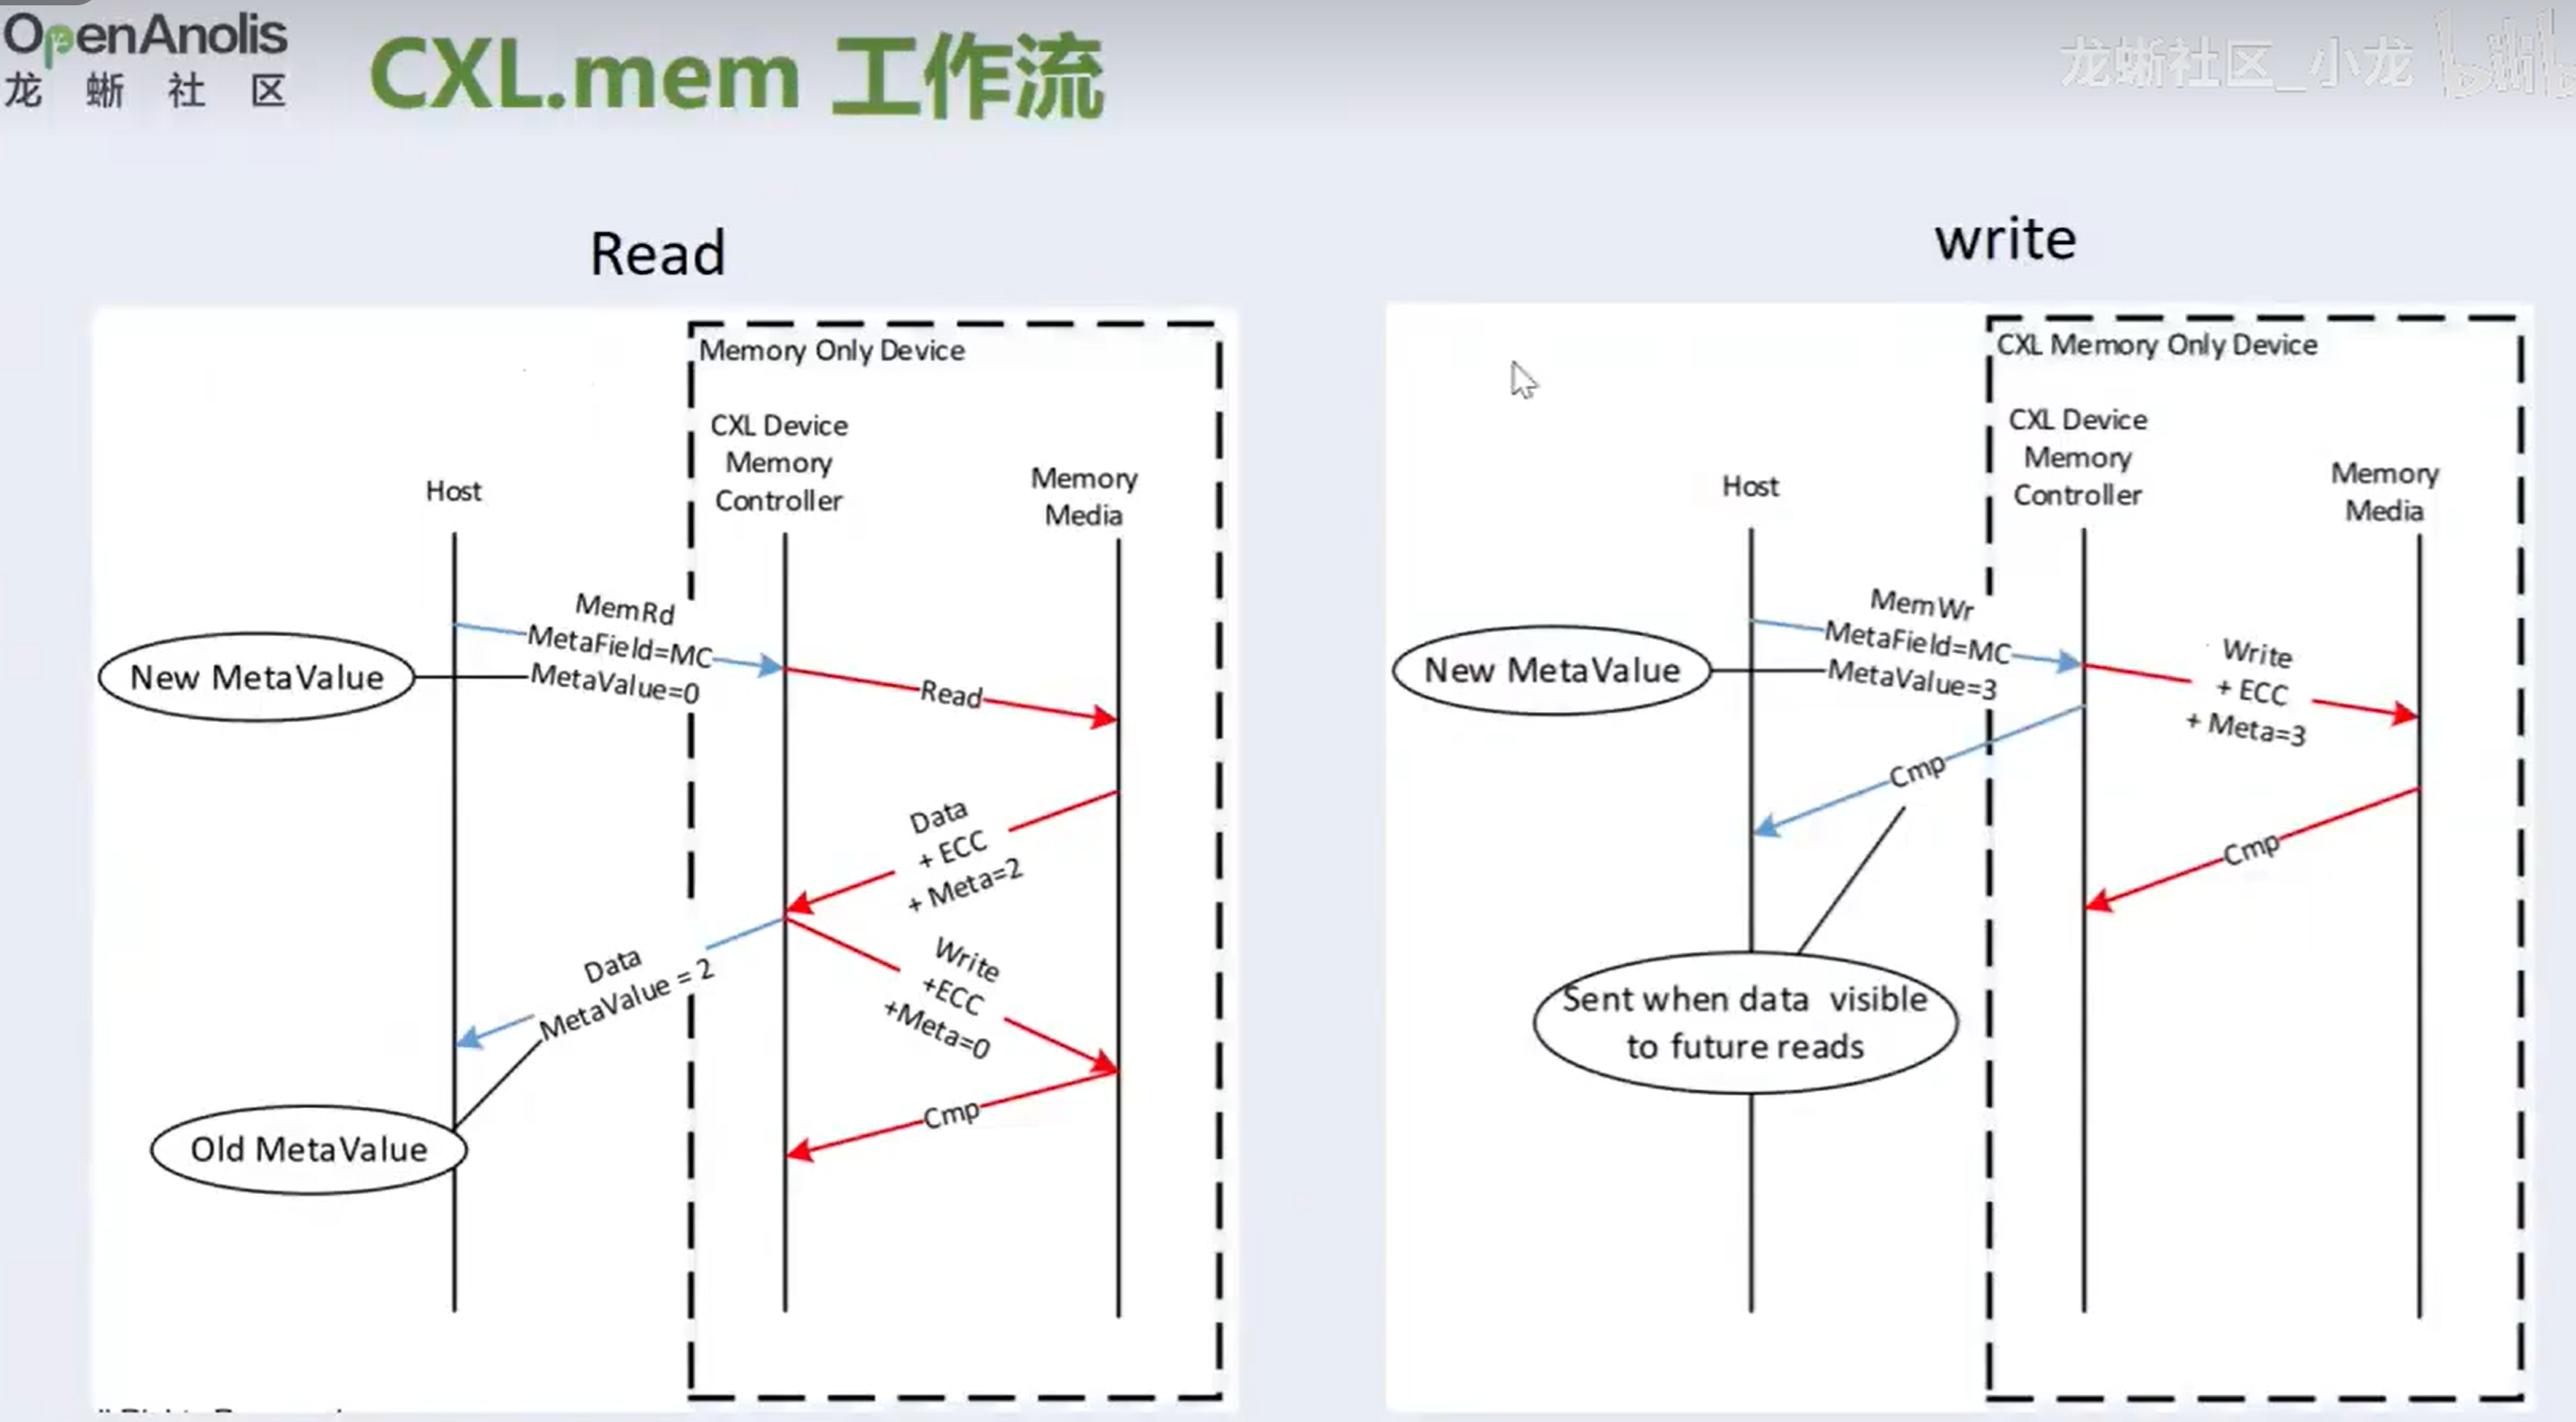 OpenAnolis
龙 蜥 社 区
CXL.mem 工作流
龙蜥社区_小龙
Read
Memory Only Device
CXL Device
Memory
Controller
Memory
Media
Host
MemRd
MetaField=MC
MetaValue=0
New MetaValue
Read
Data
+ ECC
+ Meta=2
Data
MetaValue = 2
Write
+ECC
+Meta=0
Cmp
Old MetaValue
write
CXL Memory Only Device
CXL Device
Memory
Controller
Memory
Media
Host
MemWr
MetaField=MC
MetaValue=3
New MetaValue
Write
+ ECC
+ Meta=3
Cmp
Cmp
Sent when data visible
to future reads